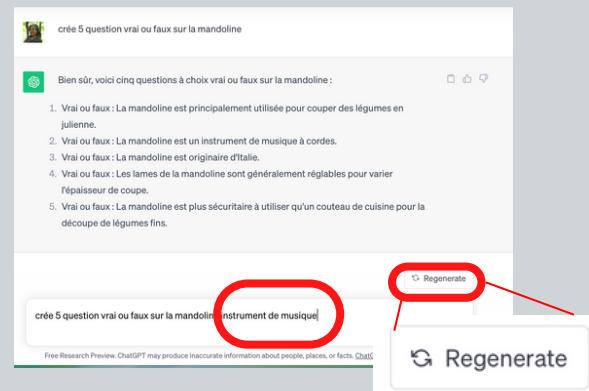 crée 5 question vrai ou faux sur la mandoline
Bien sûr, voici cinq questions à choix vrai ou faux sur la mandoline :
1. Vrai ou faux : La mandoline est principalement utilisée pour couper des légumes en
julienne.
2. Vrai ou faux : La mandoline est un instrument de musique à cordes.
3. Vrai ou faux : La mandoline est originaire d'Italie.
4. Vrai ou faux : Les lames de la mandoline sont généralement réglables pour varier
l'épaisseur de coupe.
5. Vrai ou faux : La mandoline est plus sécuritaire à utiliser qu'un couteau de cuisine pour la
découpe de légumes fins.
Regenerate
crée 5 question vrai ou faux sur la mandolin instrument de musique
Free Research Preview. ChatGPT may produce inaccurate information about people, places, or facts. ChatG
Regenerate